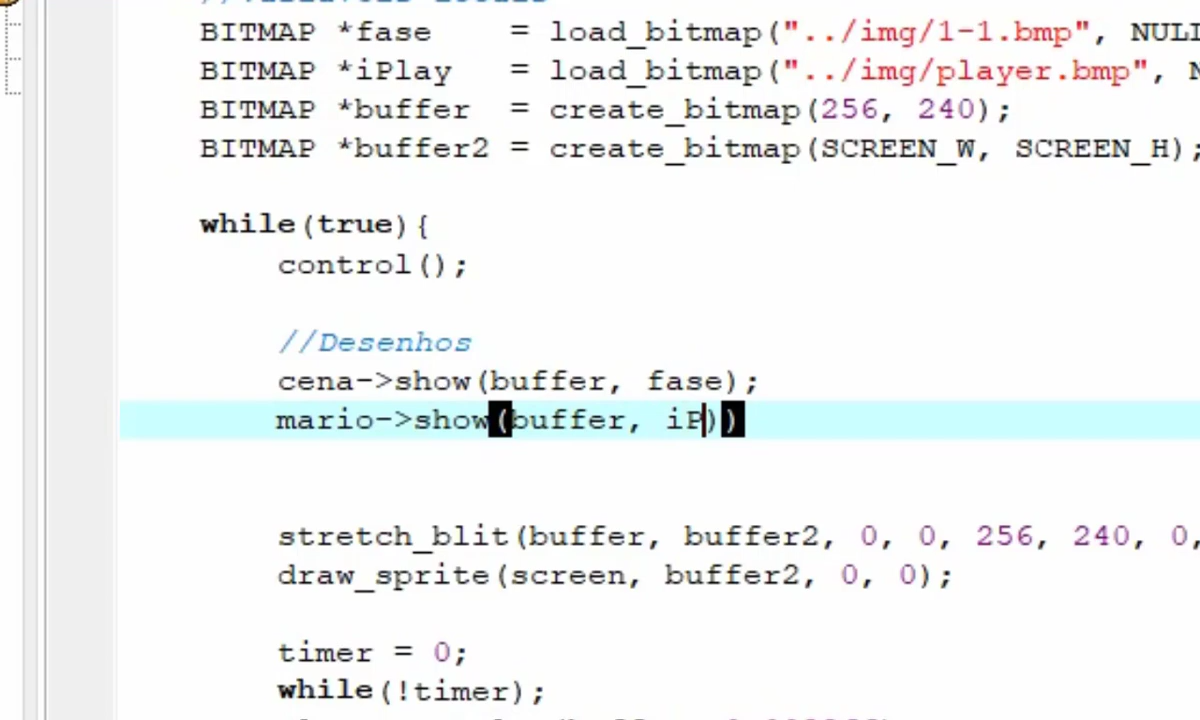 BITMAP *fase = load_bitmap("../img/1-1.bmp", NULL
BITMAP *iPlay = load_bitmap("../img/player.bmp", N
BITMAP *buffer = create_bitmap(256, 240);
BITMAP *buffer2 = create_bitmap(SCREEN_W, SCREEN_H);
while(true){
control();
//Desenhos
cena->show(buffer, fase);
mario->show(buffer, iP))
stretch_blit(buffer, buffer2, 0, 0, 256, 240, 0,
draw_sprite(screen, buffer2, 0, 0);
timer = 0;
while(!timer);